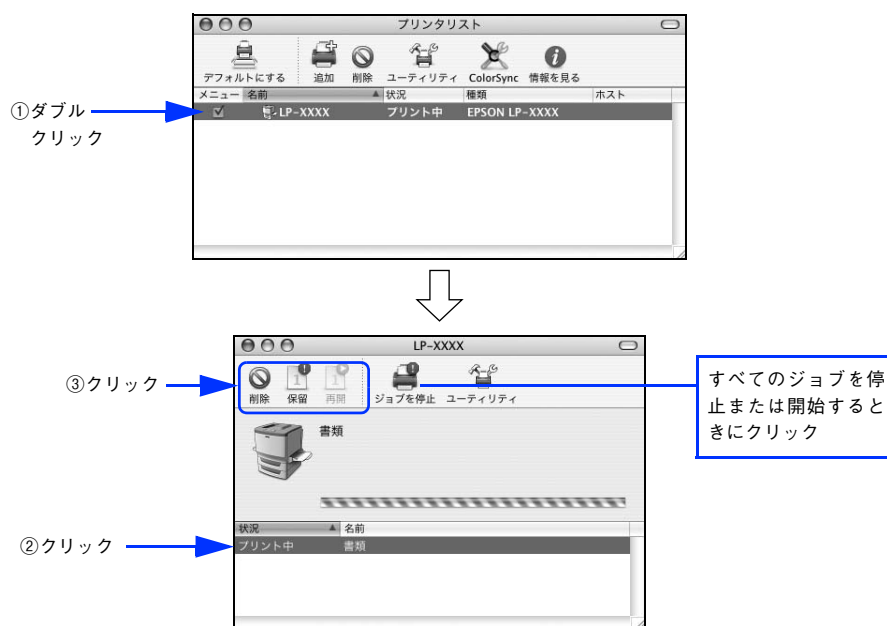 プリンタリスト
デフォルトにする 追加 削除 ユーティリティ ColorSync 情報を見る
メニュー 名前 状況 種類 ホスト
LP-XXXX プリント中 EPSON LP-XXXX
①ダブル
クリック
LP-XXXX
削除 保留 再開 ジョブを停止 ユーティリティ
③クリック
すべてのジョブを停
止または開始すると
きにクリック
書類
状況 名前
プリント中 書類
②クリック